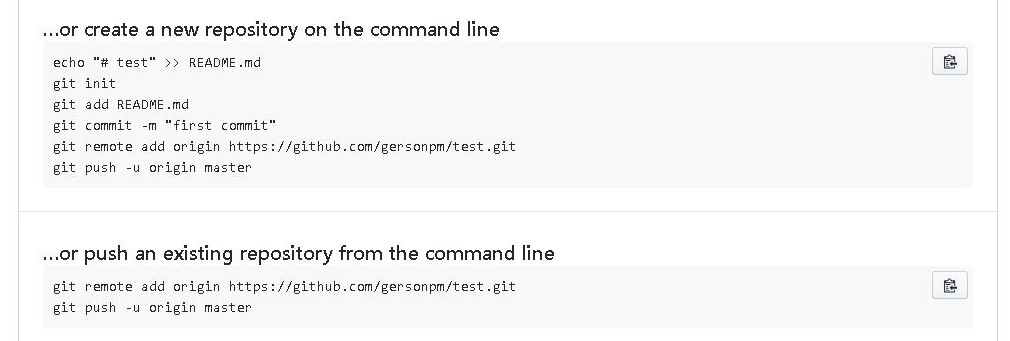 ...or create a new repository on the command line
echo "# test" >> README.md
git init
git add README.md
git commit -m "first commit"
git remote add origin https://github.com/gersonpm/test.git
git push -u origin master
...or push an existing repository from the command line
git remote add origin https://github.com/gersonpm/test.git
git push -u origin master